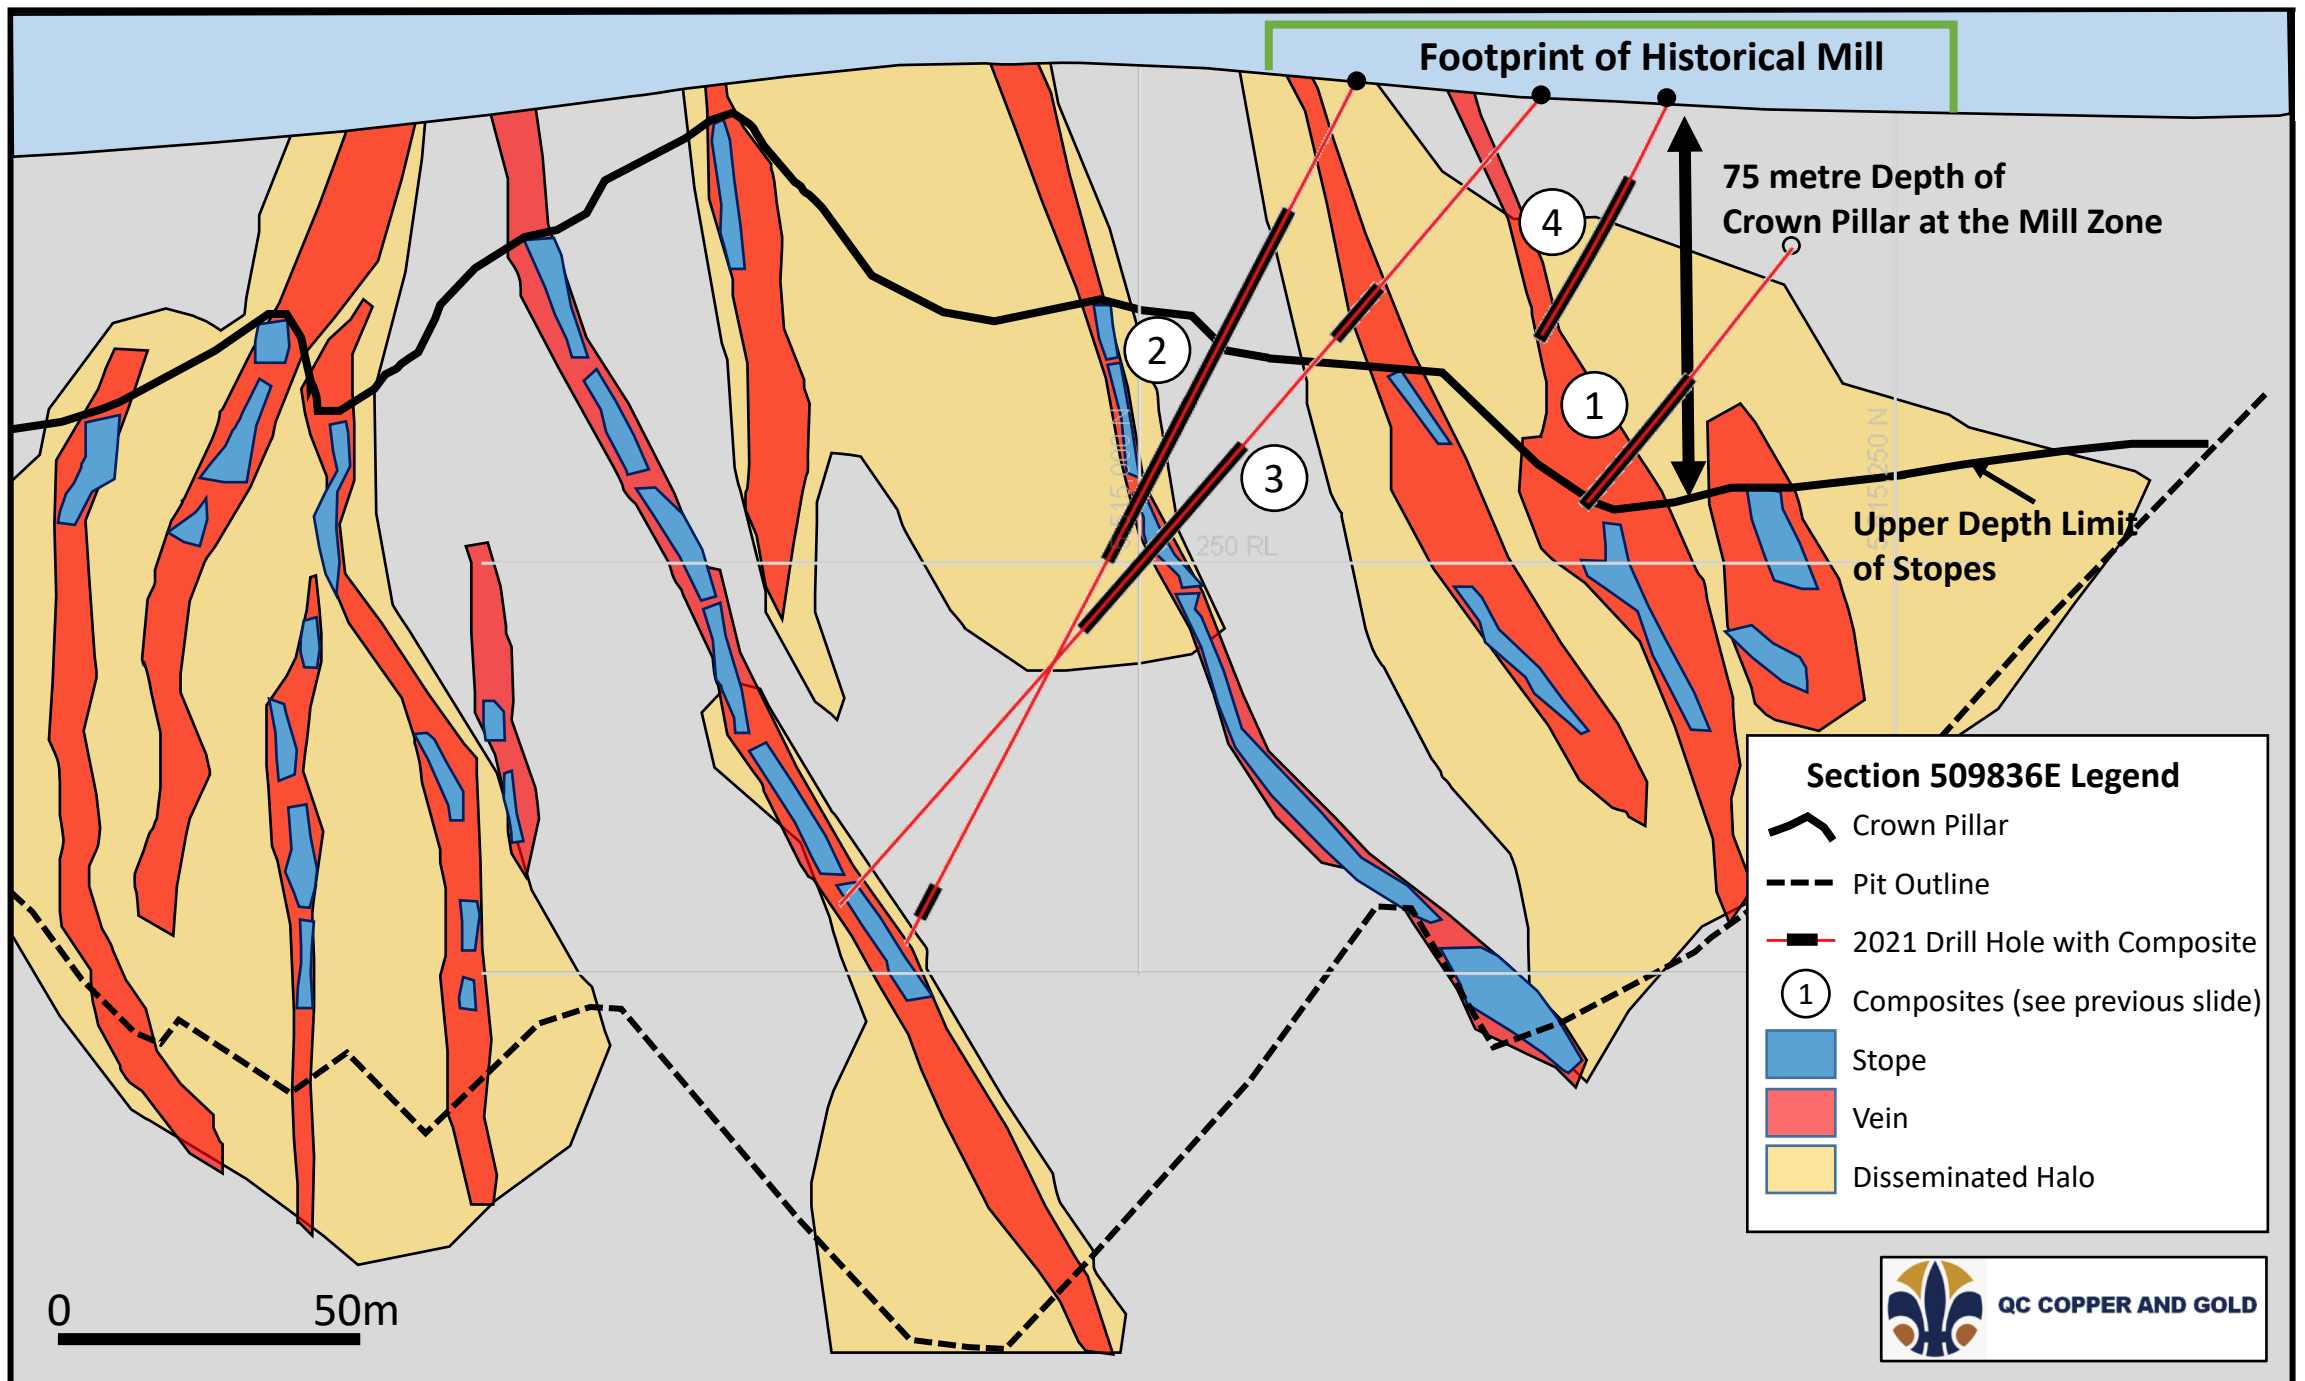 Footprint of Historical Mill
75 metre Depth of
Crown Pillar at the Mill Zone
4
2
1
3
250 RL
Upper Depth Limit
of Stopes
Section 509836E Legend
Crown Pillar
Pit Outline
2021 Drill Hole with Composite
1
Composites (see previous slide)
Stope
Vein
Disseminated Halo
0
50m
QC COPPER AND GOLD